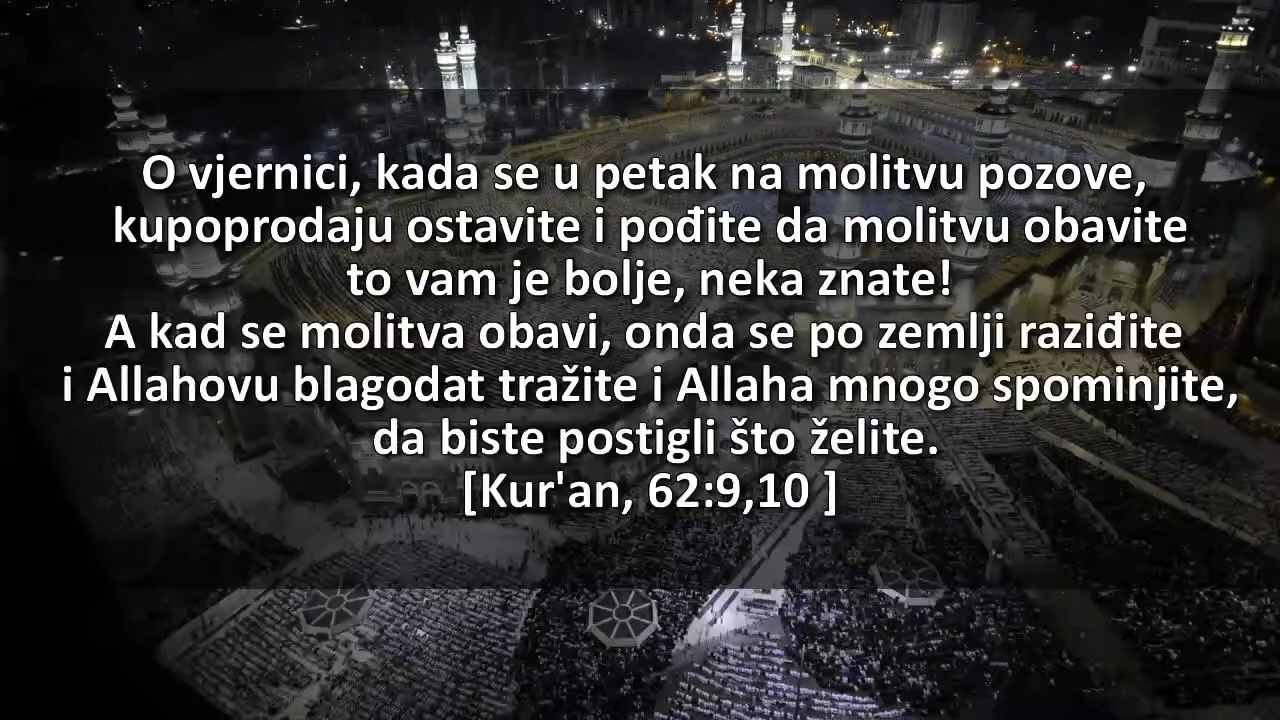 O vjernici, kada se u petak na molitvu pozove,
kupoprodaju ostavite i pođite da molitvu obavite
to vam je bolje, neka znate!
A kad se molitva obavi, onda se po zemlji raziđite
i Allahovu blagodat tražite i Allaha mnogo spominjite,
da biste postigli što želite.
[Kur'an, 62:9,10 ]